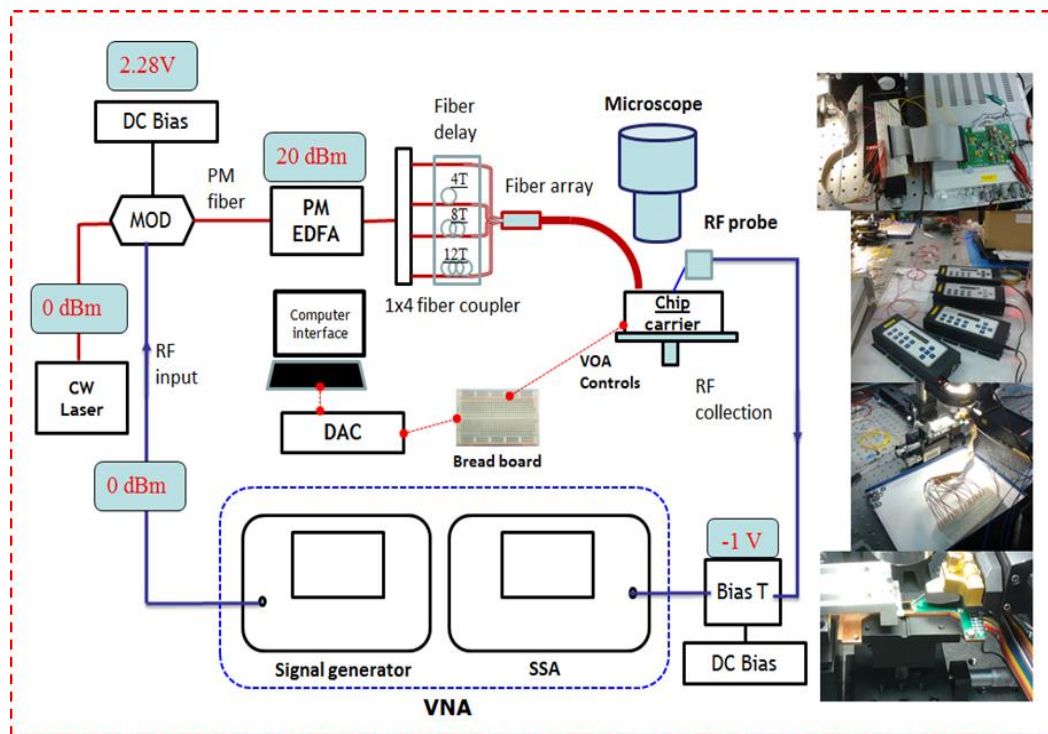 2.28V
DC Bias
MOD
PM
fiber
20 dBm
PM
EDFA
Fiber
delay
4T
8T
12T
1x4 fiber coupler
Fiber array
Microscope
RF probe
Chip
carrier
0 dBm
CW
Laser
RF
input
Computer
interface
DAC
Bread board
VOA
Controls
RF
collection
0 dBm
-1 V
Bias T
DC Bias
Signal generator
SSA
VNA